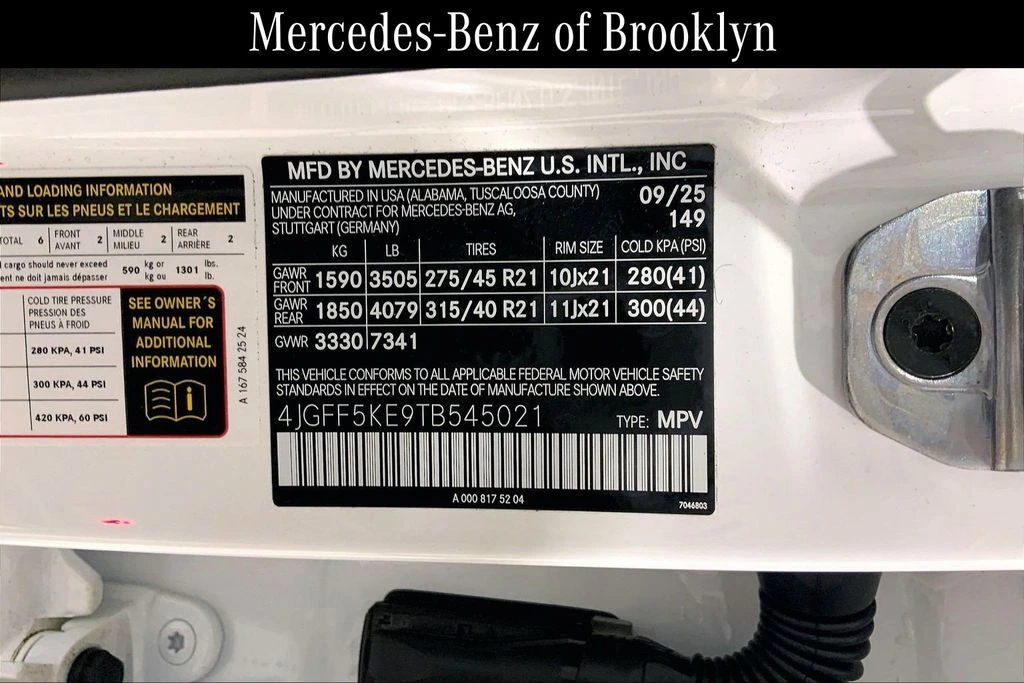 Mercedes-Benz of Brooklyn
AND LOADING INFORMATION
TS SUR LES PNEUS ET LE CHARGEMENT
TOTAL 6 FRONT AVANT 2 MIDDLE MILIEU 2 REAR ARRIÈRE 2
cargo should never exceed
ent ne doit jamais dépasser 590 kg or kg ou 1301 lbs. lb.
COLD TIRE PRESSURE
PRESSION DES
PNEUS À FROID
280 KPA, 41 PSI
300 KPA, 44 PSI
420 KPA, 60 PSI
SEE OWNER´S
MANUAL FOR
ADDITIONAL
INFORMATION
A 167 584 25 24
MFD BY MERCEDES-BENZ U.S. INTL., INC
MANUFACTURED IN USA (ALABAMA, TUSCALOOSA COUNTY) 09/25
UNDER CONTRACT FOR MERCEDES-BENZ AG, 149
STUTTGART (GERMANY)
KG LB TIRES RIM SIZE COLD KPA (PSI)
GAWR FRONT 1590 3505 275/45 R21 10Jx21 280(41)
GAWR REAR 1850 4079 315/40 R21 11Jx21 300(44)
GVWR 3330 7341
THIS VEHICLE CONFORMS TO ALL APPLICABLE FEDERAL MOTOR VEHICLE SAFETY
STANDARDS IN EFFECT ON THE DATE OF MANUFACTURE SHOWN ABOVE.
4JGFF5KE9TB545021 TYPE: MPV
A 000 817 52 04
7046803